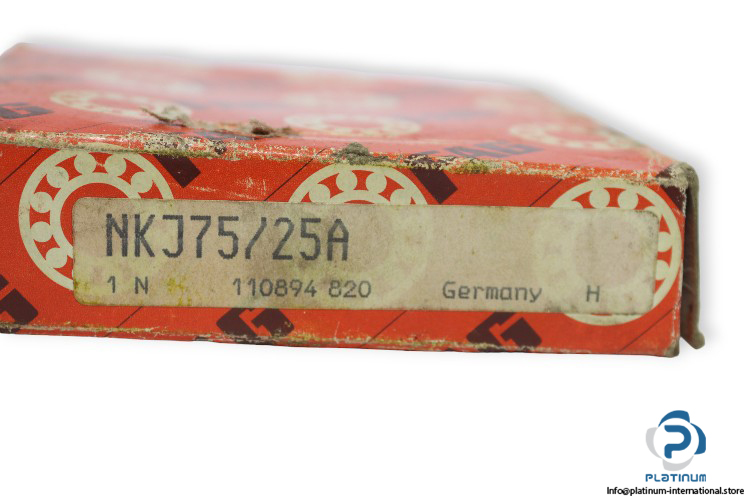 NKJ75/25A
1 N 110894 820 Germany H
PLATINUM
Info@platinum-international.store